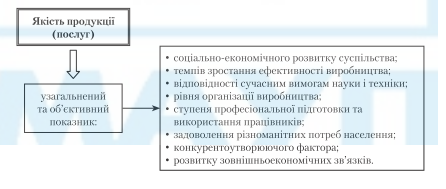 Якість продукції
(послуг)
узагальнений
та об'єктивний
показник:
• соціально-економічного розвитку суспільства;
• темпів зростання ефективності виробництва;
• відповідності сучасним вимогам науки і техніки;
• рівня організації виробництва;
• ступеня професіональної підготовки та
використання працівників;
• задоволення різноманітних потреб населення;
• конкурентоутворюючого фактора;
• розвитку зовнішньоекономічних зв'язків.